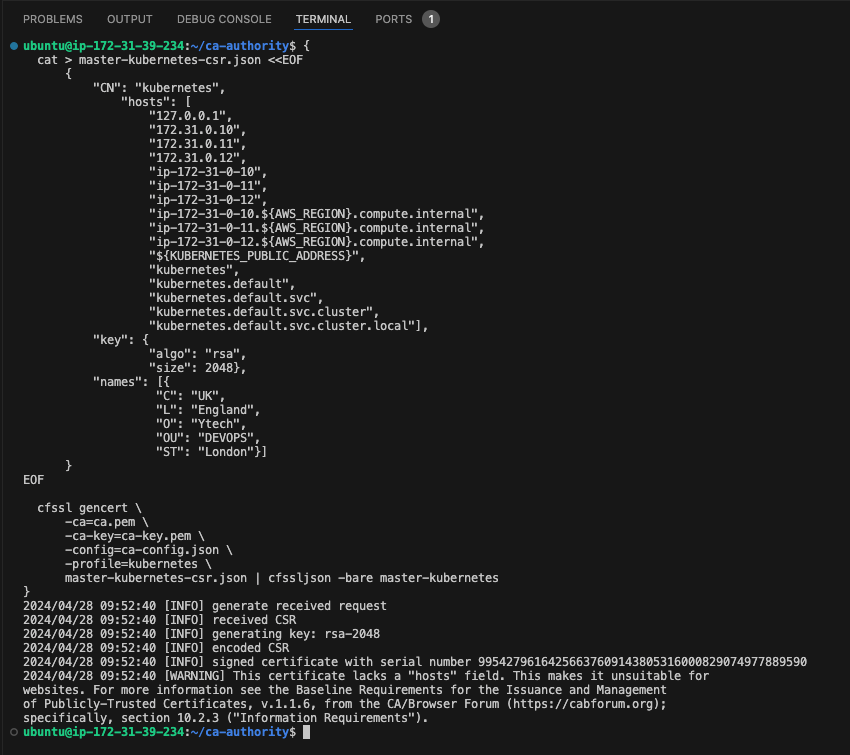 PROBLEMS OUTPUT DEBUG CONSOLE TERMINAL PORTS 1
ubuntu@ip-172-31-39-234:~/ca-authority$ {
cat > master-kubernetes-csr.json <<EOF
{
"CN": "kubernetes",
"hosts": [
"127.0.0.1",
"172.31.0.10",
"172.31.0.11",
"172.31.0.12",
"ip-172-31-0-10",
"ip-172-31-0-11",
"ip-172-31-0-12",
"ip-172-31-0-10.${AWS_REGION}.compute.internal",
"ip-172-31-0-11.${AWS_REGION}.compute.internal",
"ip-172-31-0-12.${AWS_REGION}.compute.internal",
"${KUBERNETES_PUBLIC_ADDRESS}",
"kubernetes",
"kubernetes.default",
"kubernetes.default.svc",
"kubernetes.default.svc.cluster",
"kubernetes.default.svc.cluster.local"],
"key": {
"algo": "rsa",
"size": 2048},
"names": [{
"C": "UK",
"L": "England",
"O": "Ytech",
"OU": "DEVOPS",
"ST": "London"}]
}
EOF
cfssl gencert \
-ca=ca.pem \
-ca-key=ca-key.pem \
-config=ca-config.json \
-profile=kubernetes \
master-kubernetes-csr.json | cfssljson -bare master-kubernetes
}
2024/04/28 09:52:40 [INFO] generate received request
2024/04/28 09:52:40 [INFO] received CSR
2024/04/28 09:52:40 [INFO] generating key: rsa-2048
2024/04/28 09:52:40 [INFO] encoded CSR
2024/04/28 09:52:40 [INFO] signed certificate with serial number 99542796164256637609143805316000829074977889590
2024/04/28 09:52:40 [WARNING] This certificate lacks a "hosts" field. This makes it unsuitable for
websites. For more information see the Baseline Requirements for the Issuance and Management
of Publicly-Trusted Certificates, v.1.1.6, from the CA/Browser Forum (https://cabforum.org);
specifically, section 10.2.3 ("Information Requirements").
ubuntu@ip-172-31-39-234:~/ca-authority$